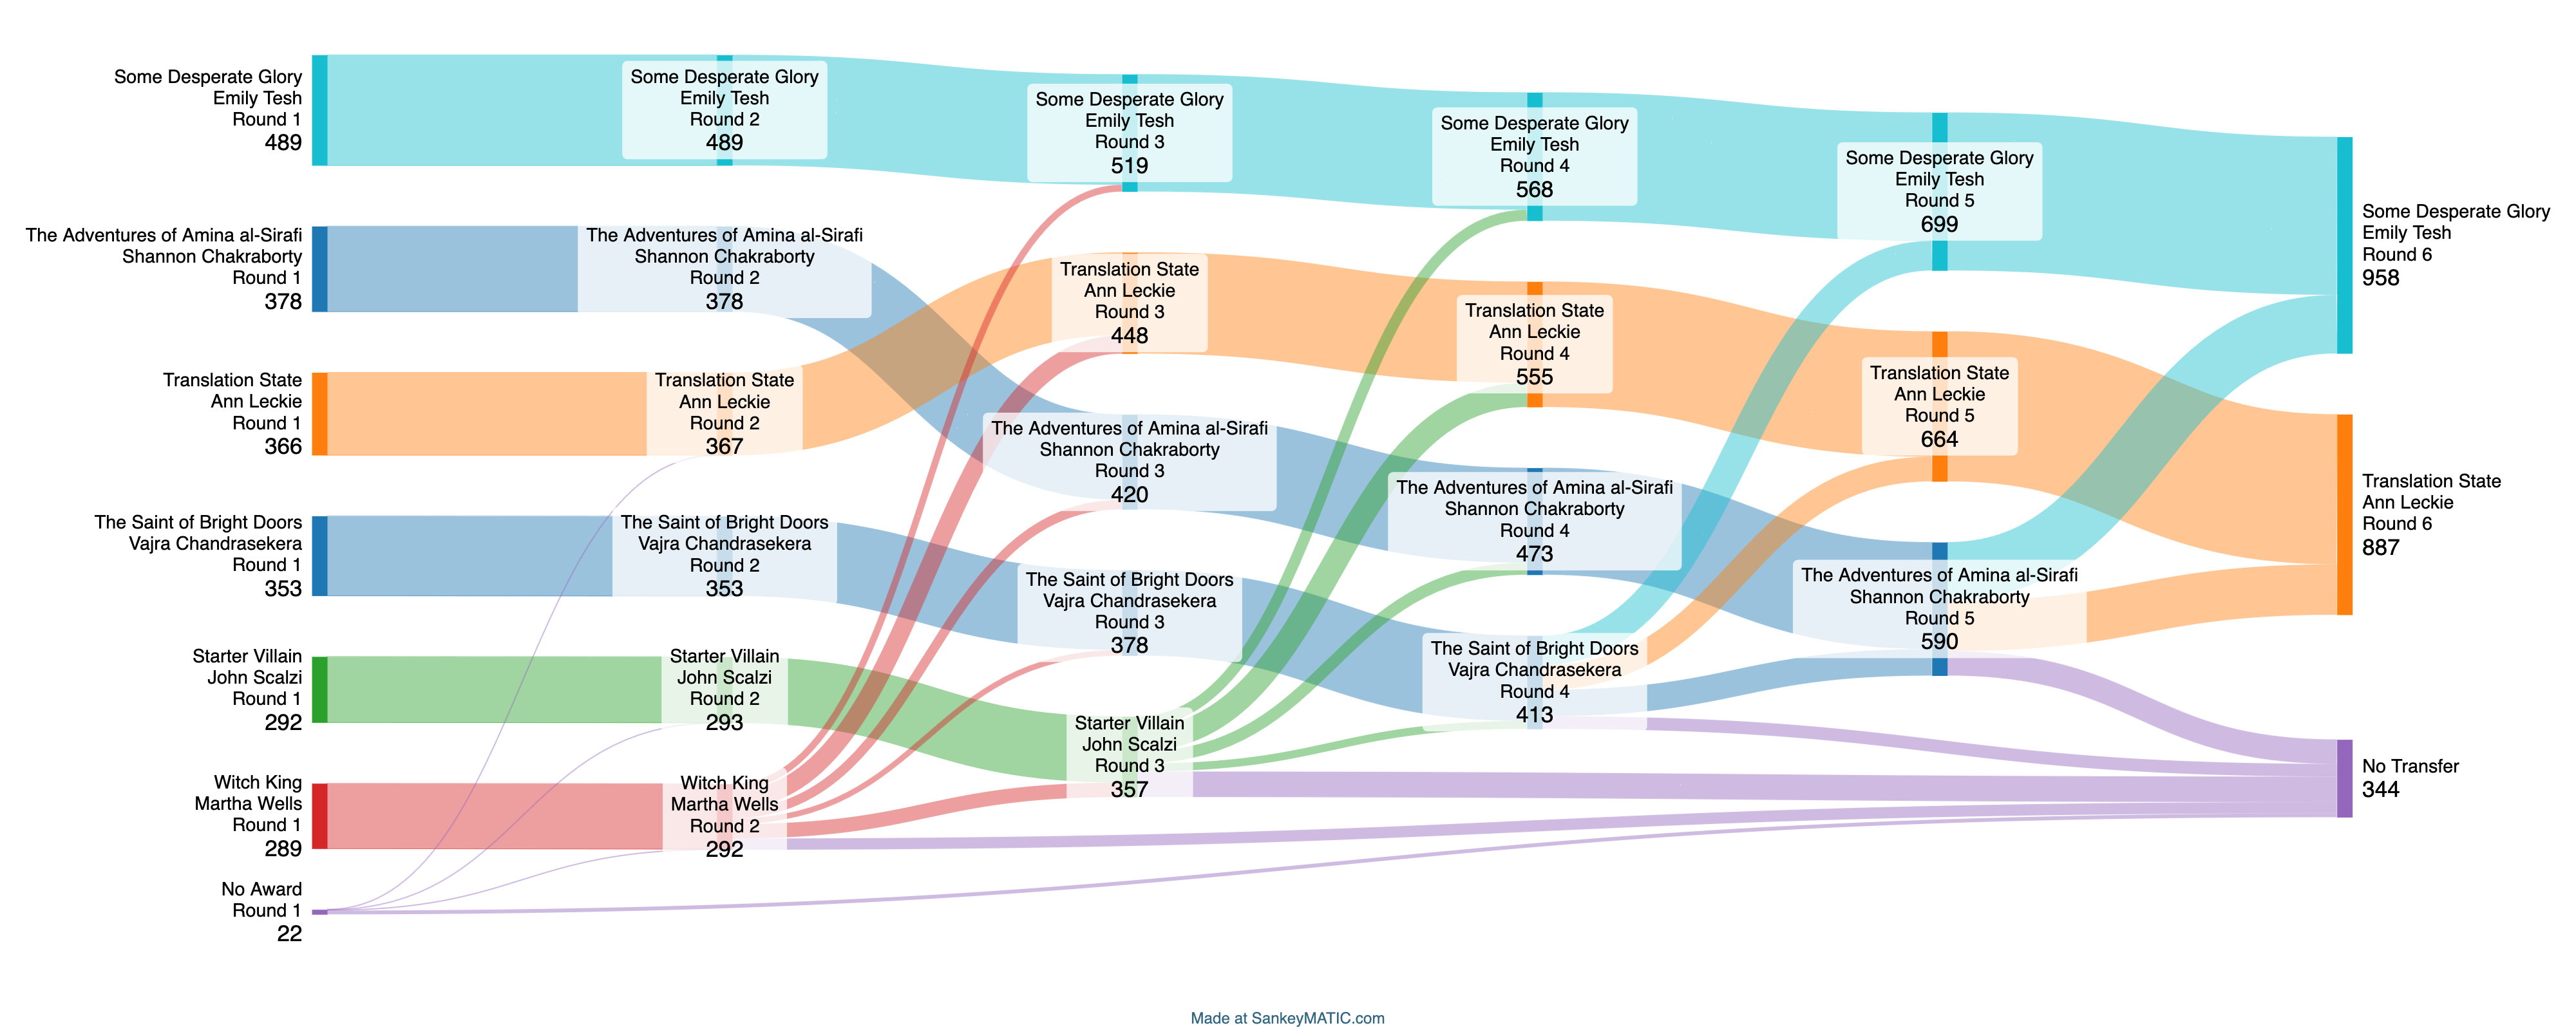 Some Desperate Glory
Emily Tesh
Round 1
489
The Adventures of Amina al-Sirafi
Shannon Chakraborty
Round 1
378
Translation State
Ann Leckie
Round 1
366
The Saint of Bright Doors
Vajra Chandrasekera
Round 1
353
Starter Villain
John Scalzi
Round 1
292
Witch King
Martha Wells
Round 1
289
No Award
Round 1
22
Some Desperate Glory
Emily Tesh
Round 2
489
The Adventures of Amina al-Sirafi
Shannon Chakraborty
Round 2
378
Translation State
Ann Leckie
Round 2
367
The Saint of Bright Doors
Vajra Chandrasekera
Round 2
353
Starter Villain
John Scalzi
Round 2
293
Witch King
Martha Wells
Round 2
292
Some Desperate Glory
Emily Tesh
Round 3
519
Translation State
Ann Leckie
Round 3
448
The Adventures of Amina al-Sirafi
Shannon Chakraborty
Round 3
420
The Saint of Bright Doors
Vajra Chandrasekera
Round 3
378
Starter Villain
John Scalzi
Round 3
357
Some Desperate Glory
Emily Tesh
Round 4
568
Translation State
Ann Leckie
Round 4
555
The Adventures of Amina al-Sirafi
Shannon Chakraborty
Round 4
473
The Saint of Bright Doors
Vajra Chandrasekera
Round 4
413
Some Desperate Glory
Emily Tesh
Round 5
699
Translation State
Ann Leckie
Round 5
664
The Adventures of Amina al-Sirafi
Shannon Chakraborty
Round 5
590
Some Desperate Glory
Emily Tesh
Round 6
958
Translation State
Ann Leckie
Round 6
887
No Transfer
344
Made at SankeyMATIC.com